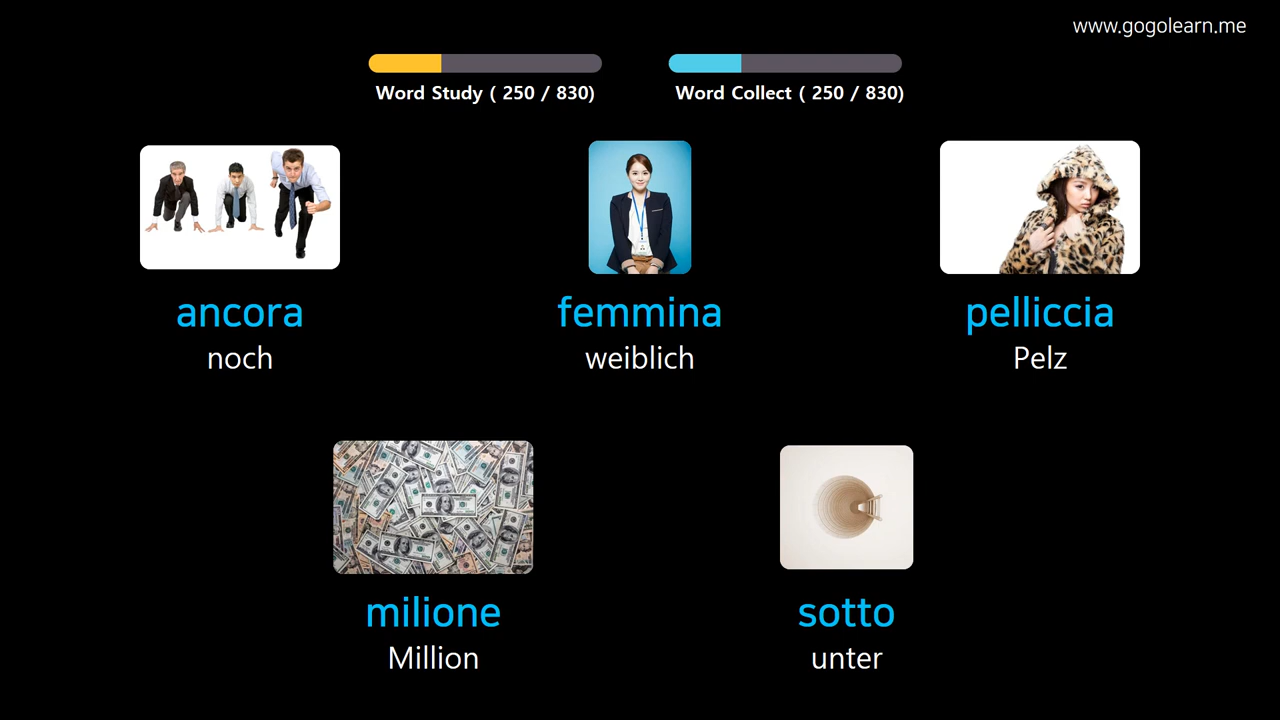 www.gogolearn.me
Word Study ( 250 / 830)
Word Collect ( 250 / 830)
ancora
noch
femmina
weiblich
pelliccia
Pelz
milione
Million
sotto
unter